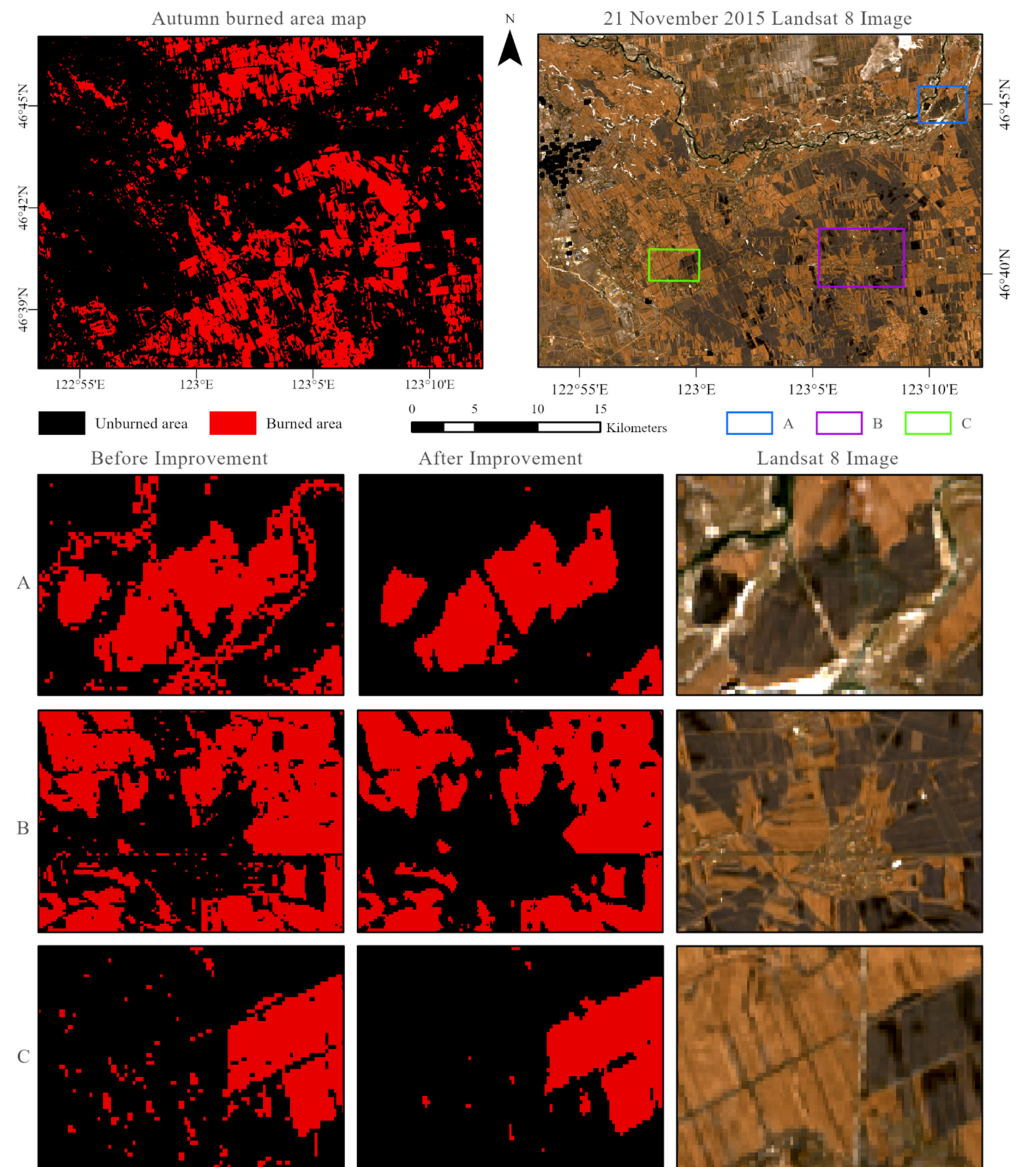 Autumn burned area map
N
21 November 2015 Landsat 8 Image
46°45'N
46°42'N
46°39'N
46°45'N
46°40'N
122°55'E
123°E
123°5'E
123°10'E
122°55'E
123°E
123°5'E
123°10'E
Unburned area
Burned area
0
5
10
15
Kilometers
A
B
C
Before Improvement
After Improvement
Landsat 8 Image
A
B
C